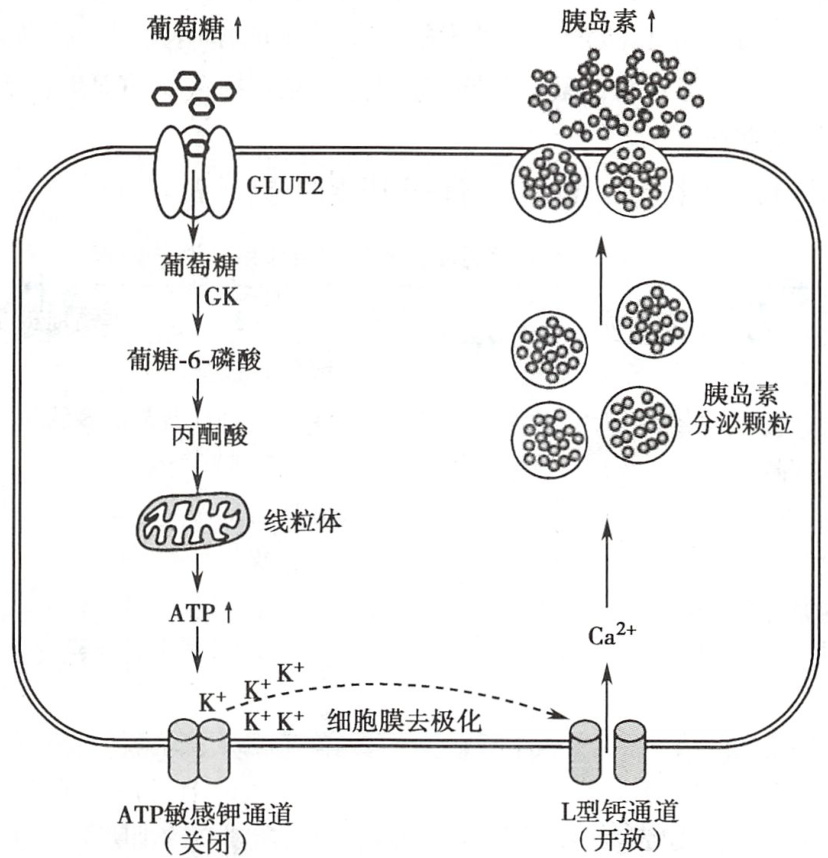 葡萄糖↑
胰岛素↑
GLUT2
葡萄糖
GK
葡糖-6-磷酸
丙酮酸
线粒体
ATP↑
胰岛素
分泌颗粒
Ca²⁺
K⁺ K⁺ K⁺
K⁺ K⁺
细胞膜去极化
ATP敏感钾通道
（关闭）
L型钙通道
（开放）